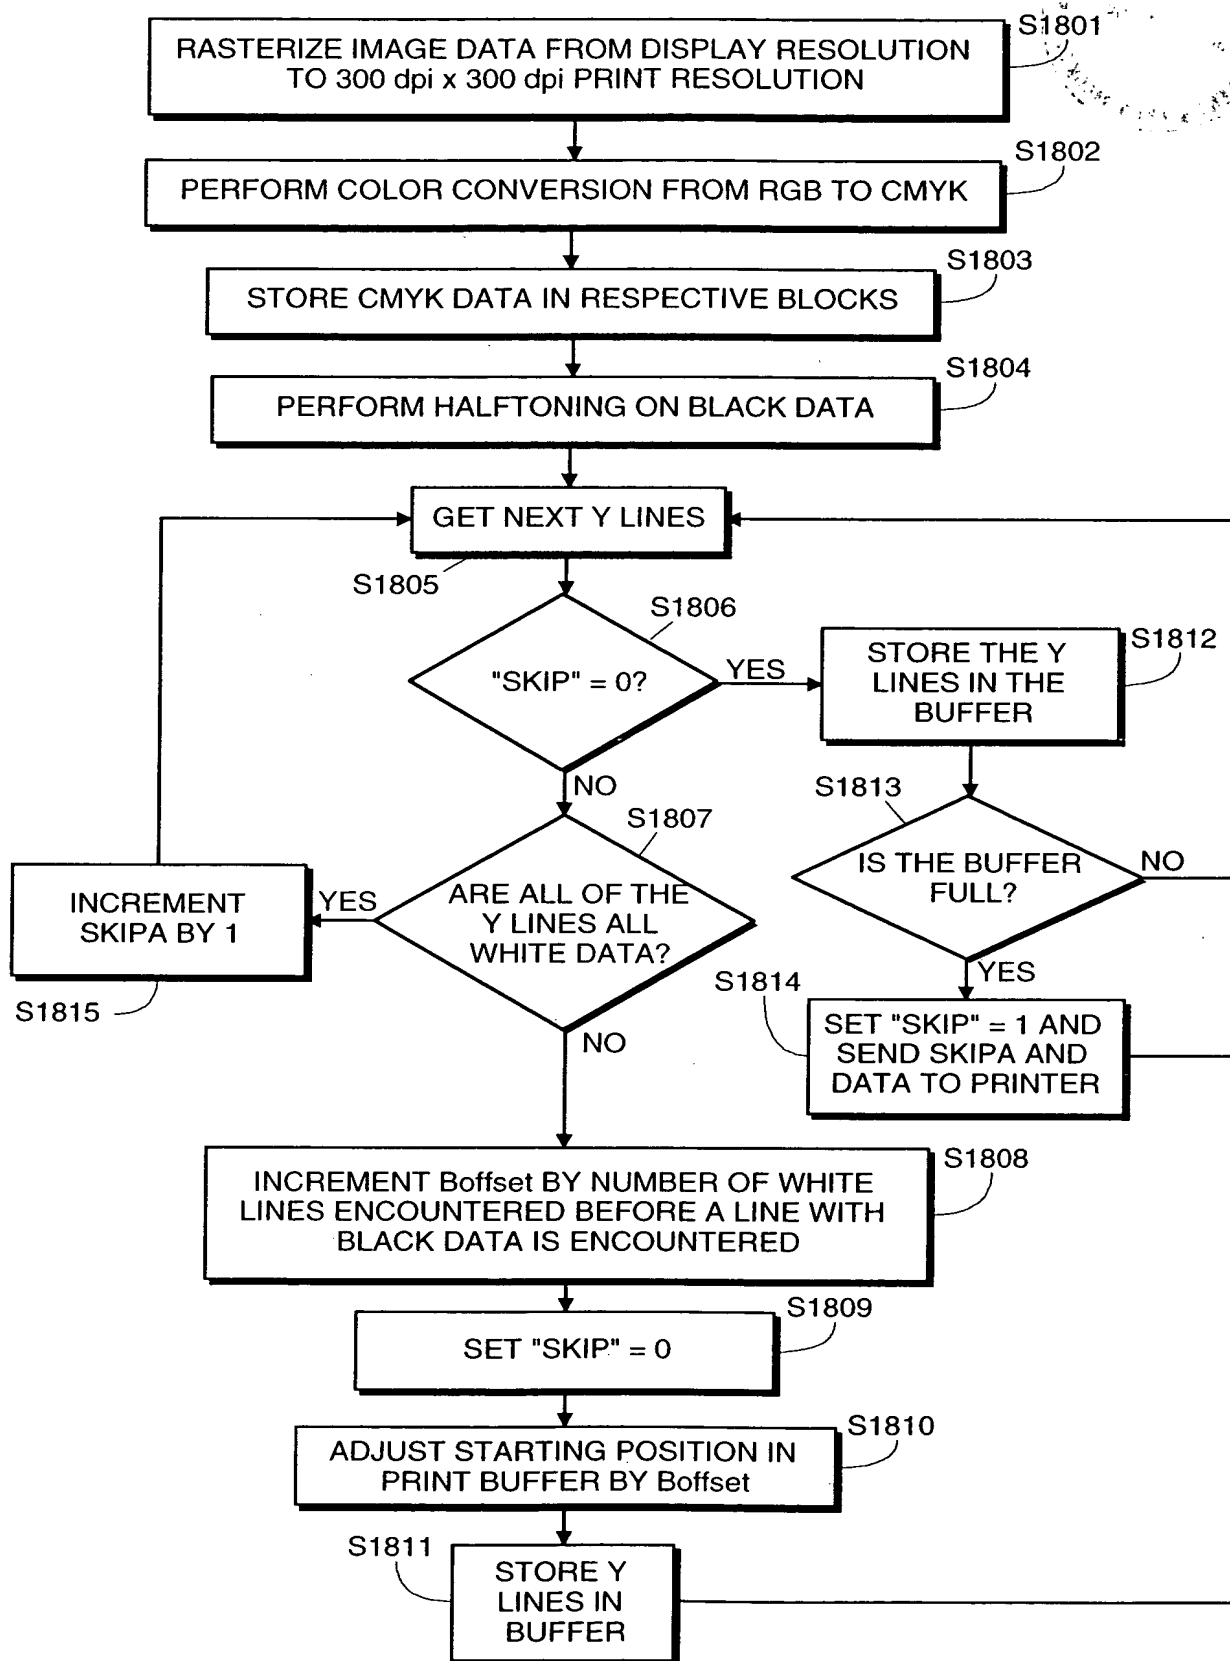 S1801
RASTERIZE IMAGE DATA FROM DISPLAY RESOLUTION
TO 300 dpi x 300 dpi PRINT RESOLUTION
S1802
PERFORM COLOR CONVERSION FROM RGB TO CMYK
S1803
STORE CMYK DATA IN RESPECTIVE BLOCKS
S1804
PERFORM HALFTONING ON BLACK DATA
GET NEXT Y LINES
S1805
S1806
"SKIP" = 0?
YES
NO
S1812
STORE THE Y
LINES IN THE
BUFFER
S1813
IS THE BUFFER
FULL?
NO
YES
S1807
ARE ALL OF THE
Y LINES ALL
WHITE DATA?
YES
NO
INCREMENT
SKIPA BY 1
S1815
S1814
SET "SKIP" = 1 AND
SEND SKIPA AND
DATA TO PRINTER
S1808
INCREMENT Boffset BY NUMBER OF WHITE
LINES ENCOUNTERED BEFORE A LINE WITH
BLACK DATA IS ENCOUNTERED
S1809
SET "SKIP" = 0
S1810
ADJUST STARTING POSITION IN
PRINT BUFFER BY Boffset
S1811
STORE Y
LINES IN
BUFFER